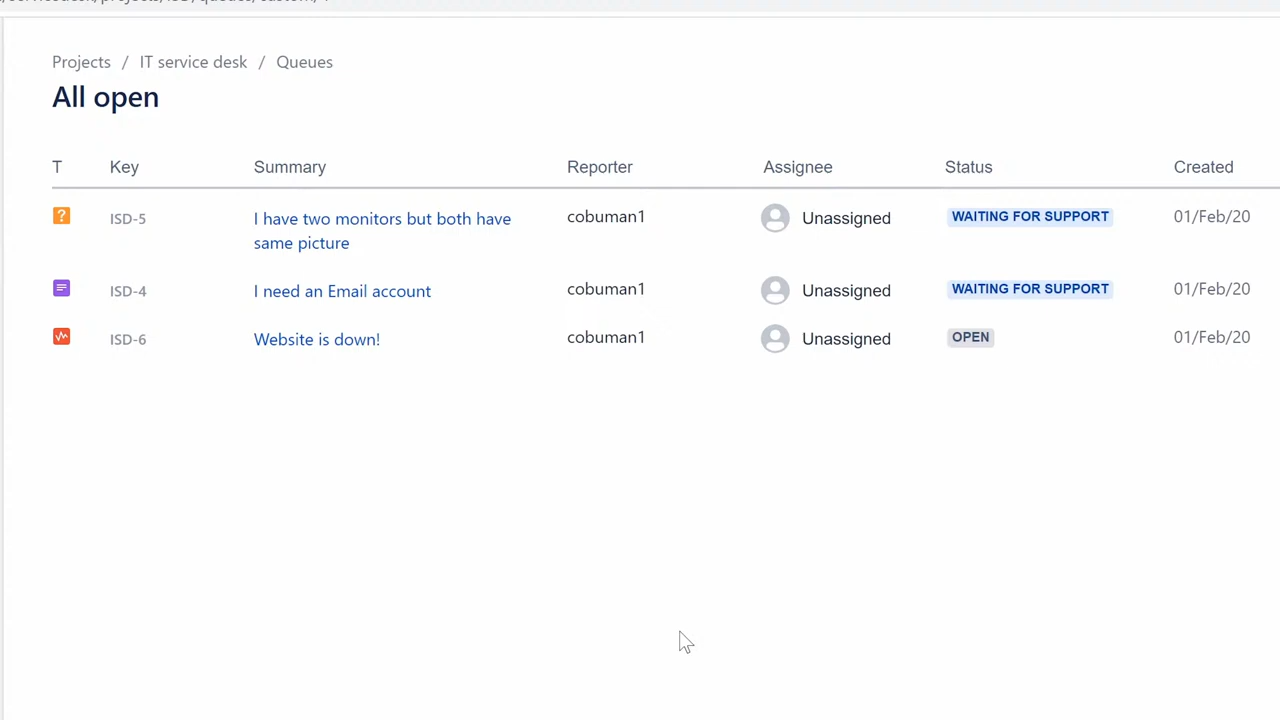 Projects / IT service desk / Queues
All open
T Key Summary Reporter Assignee Status Created
? ISD-5 I have two monitors but both have cobuman1 Unassigned WAITING FOR SUPPORT 01/Feb/20
same picture
ISD-4 I need an Email account cobuman1 Unassigned WAITING FOR SUPPORT 01/Feb/20
ISD-6 Website is down! cobuman1 Unassigned OPEN 01/Feb/20